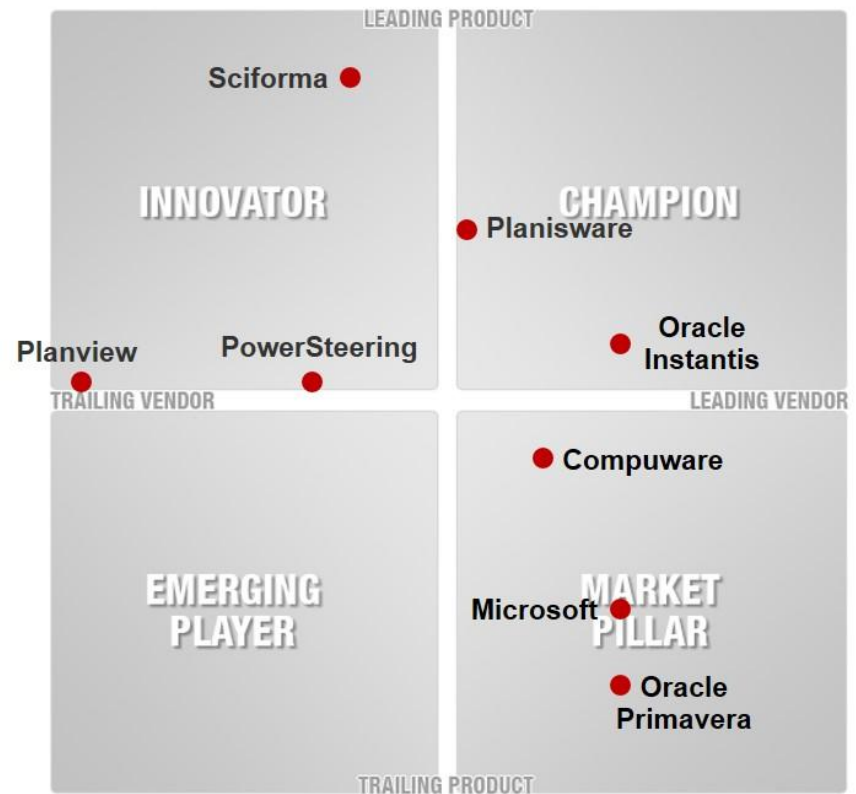 LEADING PRODUCT
Sciforma
INNOVATOR
CHAMPION
Planisware
Oracle
Instantis
Planview
PowerSteering
TRAILING VENDOR
LEADING VENDOR
Compuware
EMERGING
PLAYER
MARKET
PILLAR
Microsoft
Oracle
Primavera
TRAILING PRODUCT